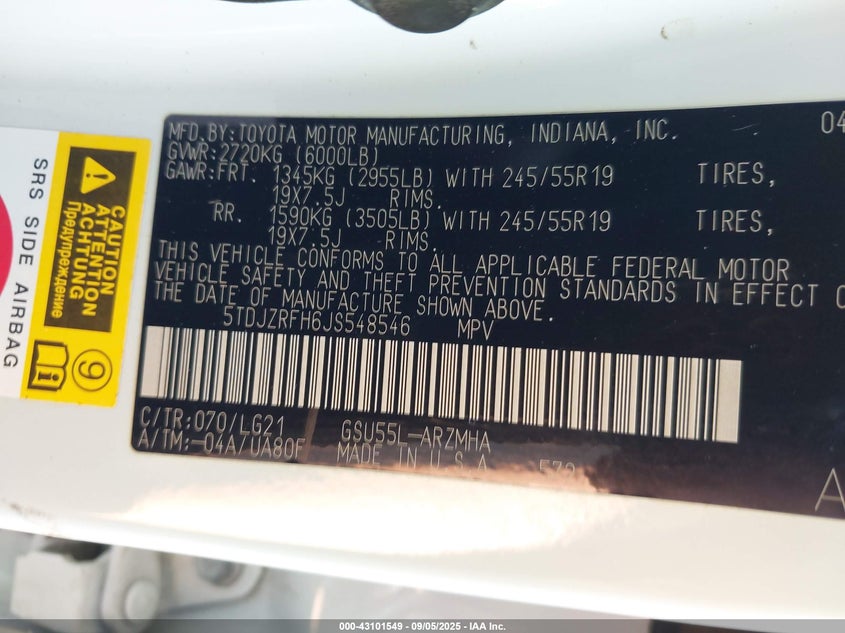 MFD.BY:TOYOTA MOTOR MANUFACTURING, INDIANA, INC. 04
GVWR:2720KG (6000LB)
GAWR:FRT. 1345KG (2955LB) WITH 245/55R19 TIRES,
19X7.5J RIMS.
RR. 1590KG (3505LB) WITH 245/55R19 TIRES,
19X7.5J RIMS.
THIS VEHICLE CONFORMS TO ALL APPLICABLE FEDERAL MOTOR
VEHICLE SAFETY AND THEFT PREVENTION STANDARDS IN EFFECT O
THE DATE OF MANUFACTURE SHOWN ABOVE.
5TDJZRFH6JS548546 MPV
C/TR:070/LG21 GSU55L-ARZMHA
A/TM:-04A/UA80F MADE IN U.S.A
A
SRS SIDE AIRBAG
CAUTION
ATTENTION
ACHTUNG
Предупреждение
9
000-43101549 - 09/05/2025 - IAA Inc.